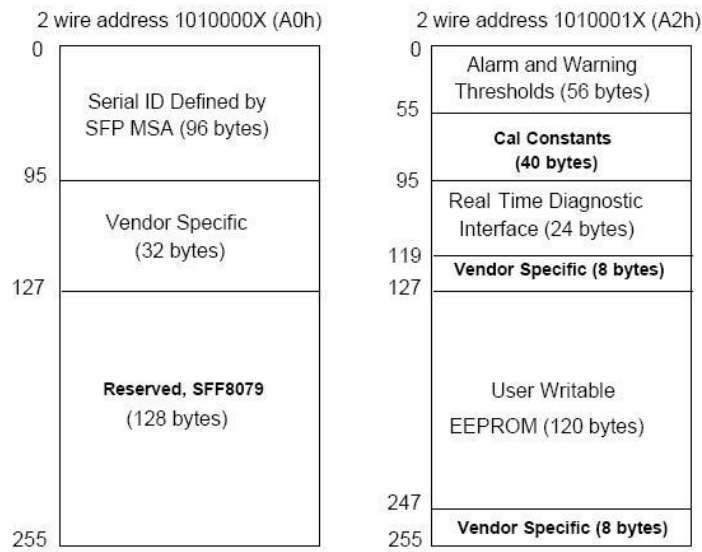 2 wire address 1010000X (A0h)
0
Serial ID Defined by
SFP MSA (96 bytes)
95
Vendor Specific
(32 bytes)
127
Reserved, SFF8079
(128 bytes)
255
2 wire address 1010001X (A2h)
0
Alarm and Warning
Thresholds (56 bytes)
55
Cal Constants
(40 bytes)
95
Real Time Diagnostic
Interface (24 bytes)
119
Vendor Specific (8 bytes)
127
User Writable
EEPROM (120 bytes)
247
Vendor Specific (8 bytes)
255